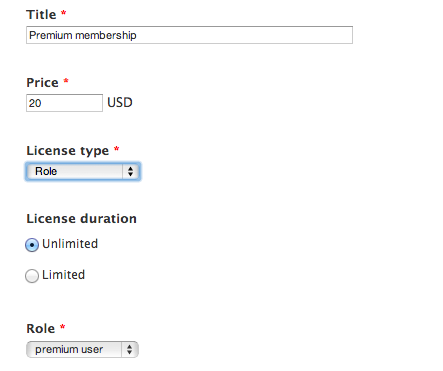 Title *
Premium membership
Price *
20 USD
License type *
Role
License duration
Unlimited
Limited
Role *
premium user